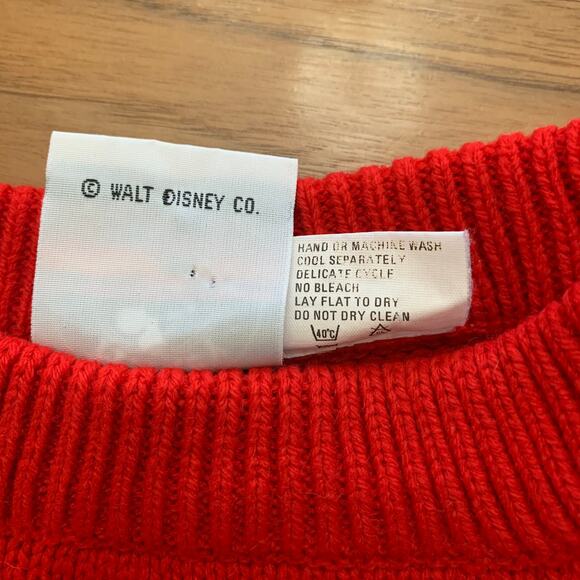 © WALT DISNEY CO.
HAND OR MACHINE WASH
COOL SEPARATELY
DELICATE CYCLE
NO BLEACH
LAY FLAT TO DRY
DO NOT DRY CLEAN
40°C